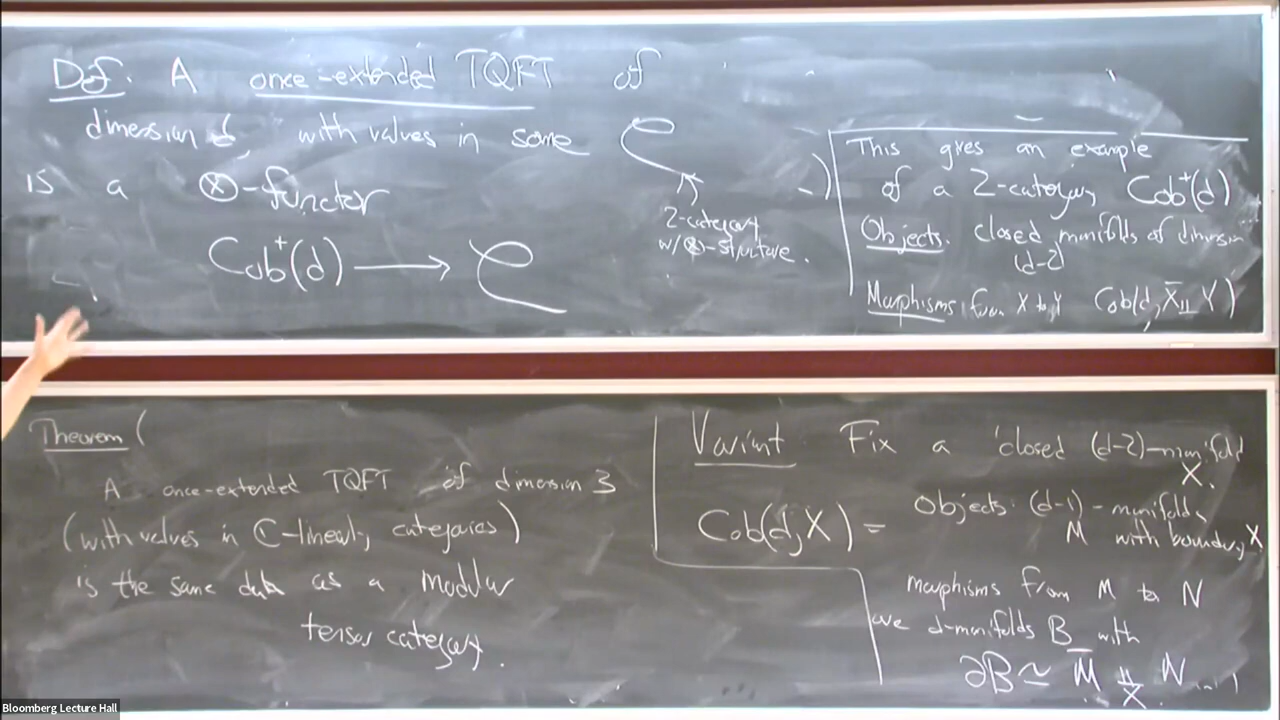 Def. A once-extended TQFT of
dimension d, with values in some 𝒞
is a ⊗-functor
Cob⁺(d) → 𝒞
2-category
w/ ⊗-structure.
This gives an example
of a 2-category Cob⁺(d)
Objects: closed manifolds of dimension
(d-2)
Morphisms from X to Y Cob(d, X̄ ∐ Y)
Theorem (
A once-extended TQFT of dimension 3
(with values in ℂ-linear categories)
is the same data as a modular
tensor category.
Variant. Fix a closed (d-2)-manifold
X.
Cob(d, X) =
Objects: (d-1)-manifolds
M with boundary X
morphisms from M to N
are d-manifolds B with
∂B ≃ M̄ ∐ N
X
Bloomberg Lecture Hall